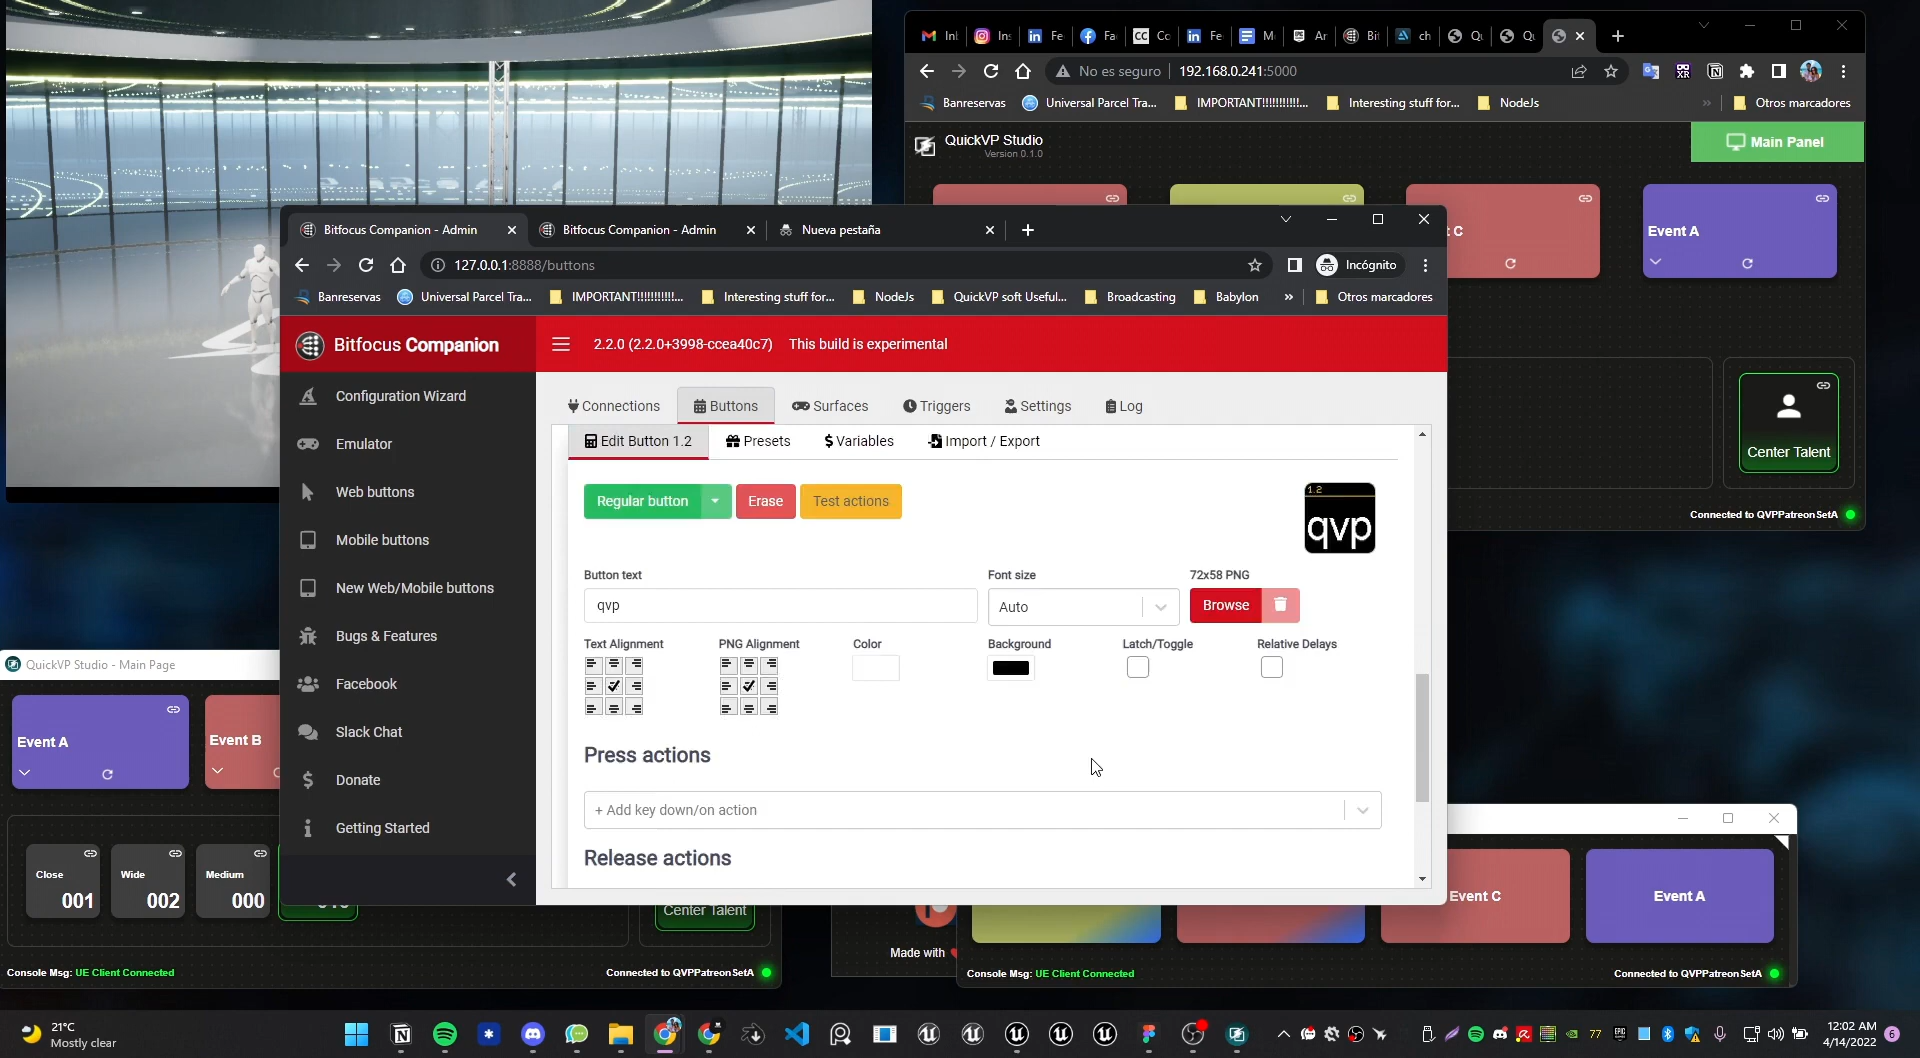 No es seguro
192.168.0.241:5000
Banreservas
Universal Parcel Tra...
IMPORTANT!!!!!!!!!!!...
Interesting stuff for...
NodeJs
Otros marcadores
QuickVP Studio
Version 0.1.0
Main Panel
Event A
Center Talent
Connected to QVPPatreonSetA
Bitfocus Companion - Admin
Bitfocus Companion - Admin
Nueva pestaña
127.0.0.1:8888/buttons
Incógnito
Banreservas
Universal Parcel Tra...
IMPORTANT!!!!!!!!!!!...
Interesting stuff for...
NodeJs
QuickVP soft Useful...
Broadcasting
Babylon
Otros marcadores
Bitfocus Companion
2.2.0 (2.2.0+3998-ccea40c7)
This build is experimental
Configuration Wizard
Emulator
Web buttons
Mobile buttons
New Web/Mobile buttons
Bugs & Features
Facebook
Slack Chat
Donate
Getting Started
Connections
Buttons
Surfaces
Triggers
Settings
Log
Edit Button 1.2
Presets
Variables
Import / Export
Regular button
Erase
Test actions
1.2
qvp
Button text
Font size
72x58 PNG
qvp
Auto
Browse
Text Alignment
PNG Alignment
Color
Background
Latch/Toggle
Relative Delays
Press actions
+ Add key down/on action
Release actions
QuickVP Studio - Main Page
Event A
Event B
Close
001
Wide
002
Medium
000
Center Talent
Console Msg: UE Client Connected
Connected to QVPPatreonSetA
Made with
Event C
Event A
Console Msg: UE Client Connected
Connected to QVPPatreonSetA
21°C
Mostly clear
77
12:02 AM
4/14/2022
6